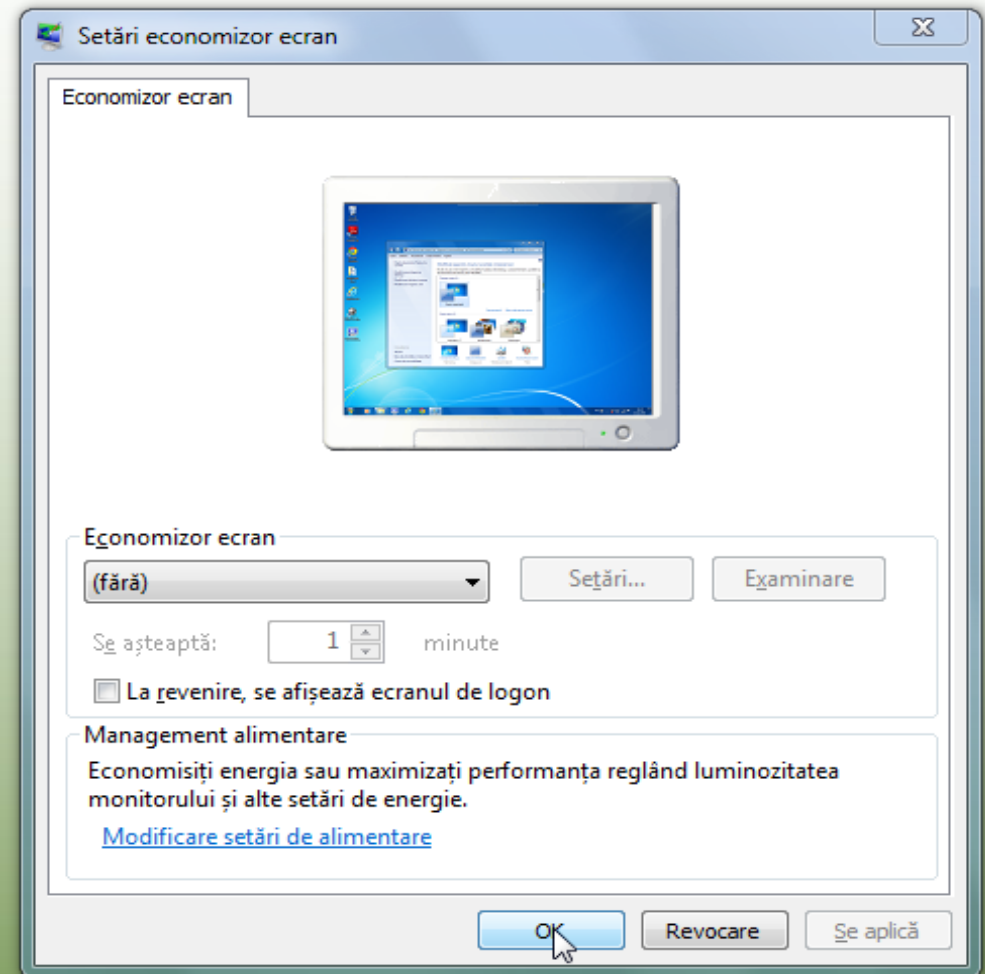 Setări economizor ecran
Economizor ecran
Economizor ecran
(fără)
Setări...
Examinare
Se așteaptă:
1
minute
La revenire, se afișează ecranul de logon
Management alimentare
Economisiți energia sau maximizați performanța reglând luminozitatea
monitorului și alte setări de energie.
Modificare setări de alimentare
OK
Revocare
Se aplică